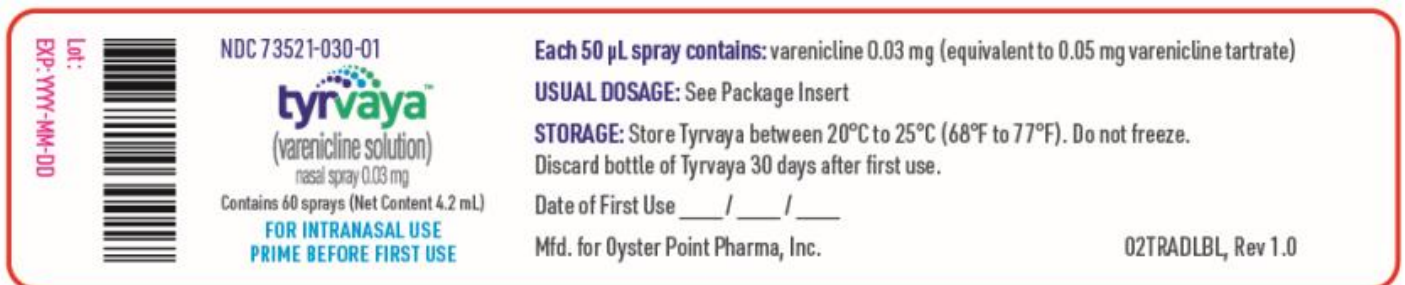 Lot:
EXP: YYYY-MM-DD
NDC 73521-030-01
tyrvaya™
(varenicline solution)
nasal spray 0.03 mg
Contains 60 sprays (Net Content 4.2 mL)
FOR INTRANASAL USE
PRIME BEFORE FIRST USE
Each 50 µL spray contains: varenicline 0.03 mg (equivalent to 0.05 mg varenicline tartrate)
USUAL DOSAGE: See Package Insert
STORAGE: Store Tyrvaya between 20°C to 25°C (68°F to 77°F). Do not freeze.
Discard bottle of Tyrvaya 30 days after first use.
Date of First Use ____ / ____ / ____
Mfd. for Oyster Point Pharma, Inc.
02TRADLBL, Rev 1.0